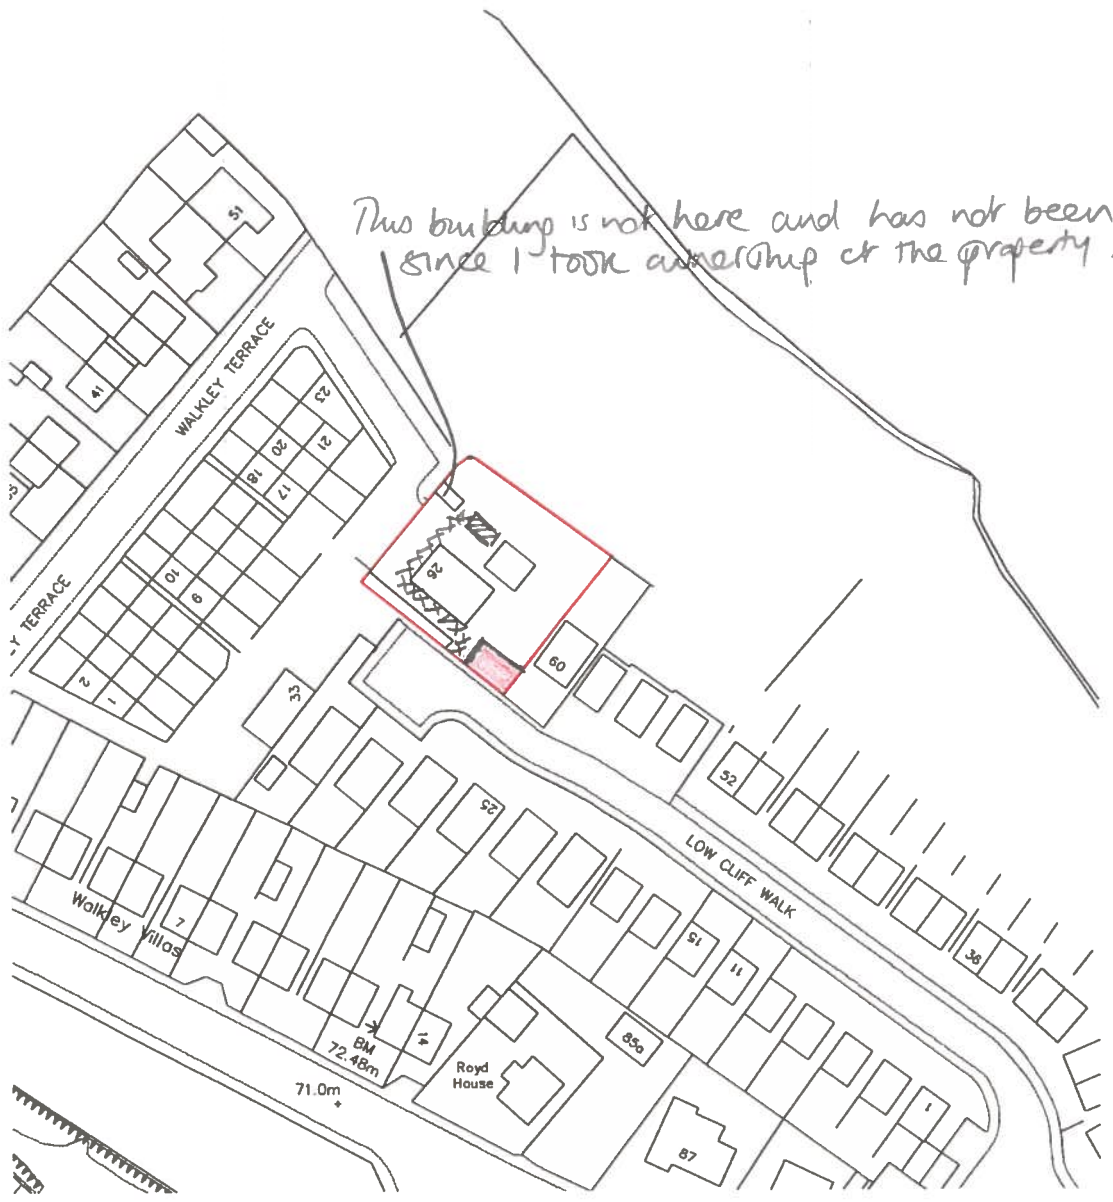 This building is not here and has not been
since I took ownership of the property.
51
WALKLEY TERRACE
41
23
21
20
18
17
10
9
Y TERRACE
2
1
26
60
33
25
52
LOW CLIFF WALK
15
11
38
1
Walkley Villas
7
14
BM
72.48m
71.0m
Royd
House
85a
87